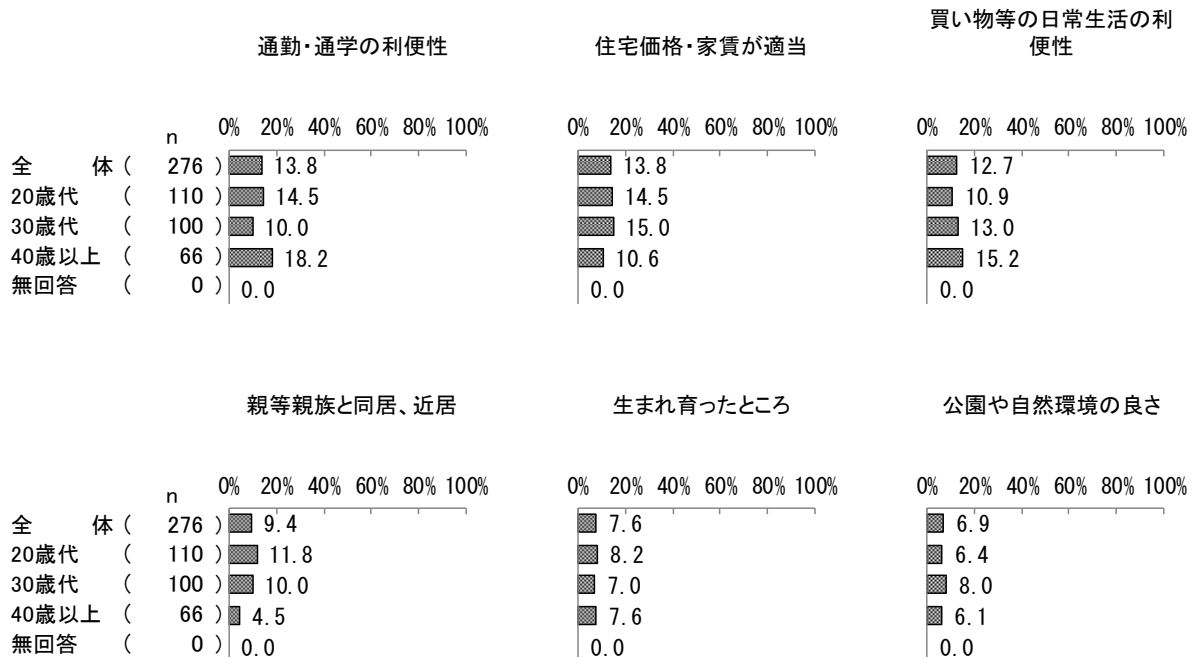 通勤・通学の利便性
住宅価格・家賃が適当
買い物等の日常生活の利
便性
n 0% 20% 40% 60% 80% 100% 0% 20% 40% 60% 80% 100% 0% 20% 40% 60% 80% 100%
全 体 ( 276 ) 13.8 13.8 12.7
20歳代 ( 110 ) 14.5 14.5 10.9
30歳代 ( 100 ) 10.0 15.0 13.0
40歳以上 ( 66 ) 18.2 10.6 15.2
無回答 ( 0 ) 0.0 0.0 0.0
親等親族と同居、近居 生まれ育ったところ 公園や自然環境の良さ
n 0% 20% 40% 60% 80% 100% 0% 20% 40% 60% 80% 100% 0% 20% 40% 60% 80% 100%
全 体 ( 276 ) 9.4 7.6 6.9
20歳代 ( 110 ) 11.8 8.2 6.4
30歳代 ( 100 ) 10.0 7.0 8.0
40歳以上 ( 66 ) 4.5 7.6 6.1
無回答 ( 0 ) 0.0 0.0 0.0